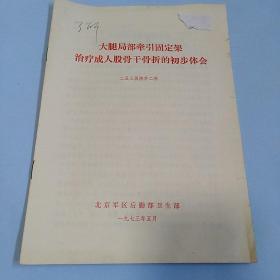 大腿局部牵引固定架
治疗成人股骨干骨折的初步体会
北京军区后勤部卫生部
一九七三年五月